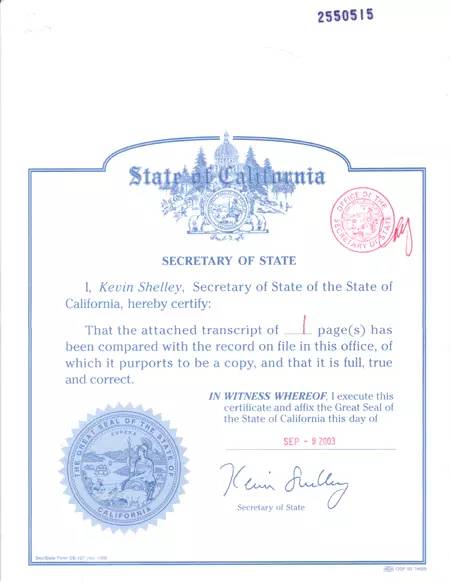 2550515
State of California
OFFICE OF THE
SECRETARY OF STATE
SECRETARY OF STATE
I, Kevin Shelley, Secretary of State of the State of
California, hereby certify:
That the attached transcript of 1 page(s) has
been compared with the record on file in this office, of
which it purports to be a copy, and that it is full, true
and correct.
IN WITNESS WHEREOF, I execute this
certificate and affix the Great Seal of
the State of California this day of
SEP - 9 2003
THE GREAT SEAL OF THE STATE OF
CALIFORNIA
EUREKA
Kevin Shelley
Secretary of State
Sec/State Form
OSP